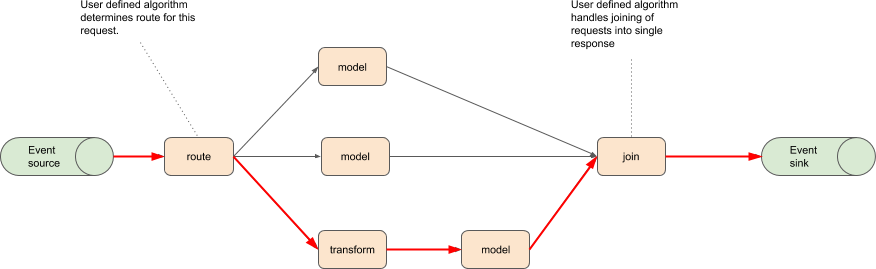 User defined algorithm
determines route for this
request.
User defined algorithm
handles joining of
requests into single
response
model
Event
source
route
model
join
Event
sink
transform
model